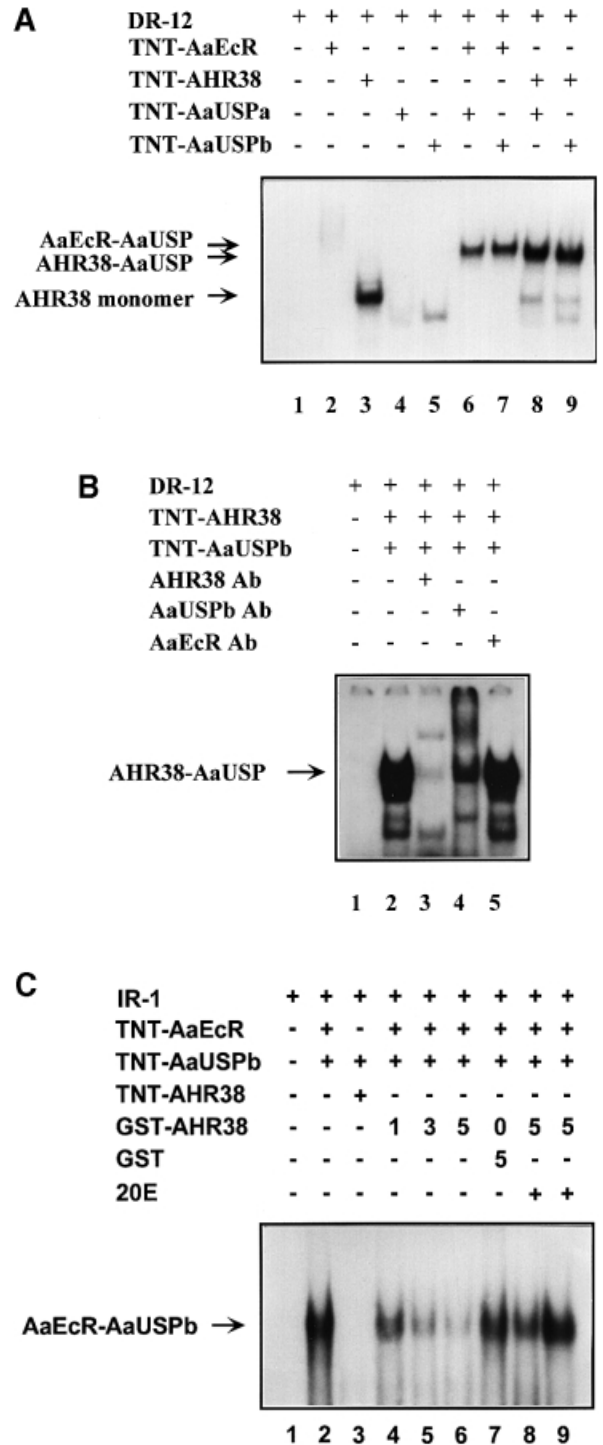 A
DR-12 + + + + + + + + +
TNT-AaEcR - + - - - + + - -
TNT-AHR38 - - + - - - - + +
TNT-AaUSPa - - - + - + - + -
TNT-AaUSPb - - - - + - + - +
AaEcR-AaUSP
AHR38-AaUSP
AHR38 monomer
1 2 3 4 5 6 7 8 9
B
DR-12 + + + + +
TNT-AHR38 - + + + +
TNT-AaUSPb - + + + +
AHR38 Ab - - + - -
AaUSPb Ab - - - + -
AaEcR Ab - - - - +
AHR38-AaUSP
1 2 3 4 5
C
IR-1 + + + + + + + + +
TNT-AaEcR - + - + + + + + +
TNT-AaUSPb - + + + + + + + +
TNT-AHR38 - - + - - - - - -
GST-AHR38 - - - 1 3 5 0 5 5
GST - - - - - - 5 - -
20E - - - - - - - + +
AaEcR-AaUSPb
1 2 3 4 5 6 7 8 9